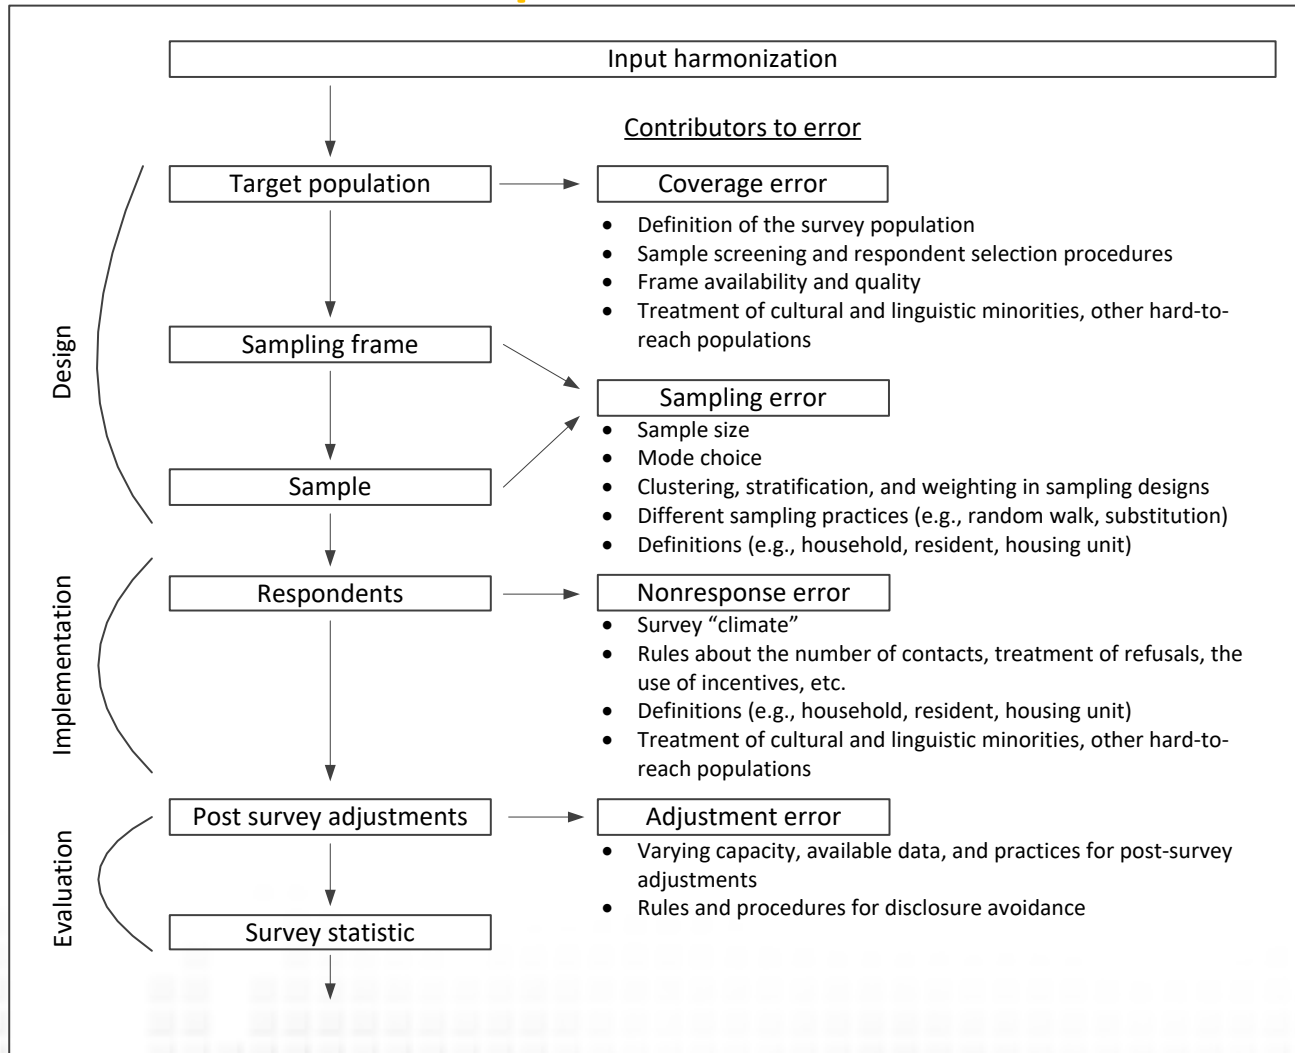 Input harmonization
Contributors to error
Target population
Coverage error
• Definition of the survey population
• Sample screening and respondent selection procedures
• Frame availability and quality
• Treatment of cultural and linguistic minorities, other hard-to-
reach populations
Design
Sampling frame
Sampling error
• Sample size
• Mode choice
• Clustering, stratification, and weighting in sampling designs
• Different sampling practices (e.g., random walk, substitution)
• Definitions (e.g., household, resident, housing unit)
Sample
Implementation
Respondents
Nonresponse error
• Survey “climate”
• Rules about the number of contacts, treatment of refusals, the
use of incentives, etc.
• Definitions (e.g., household, resident, housing unit)
• Treatment of cultural and linguistic minorities, other hard-to-
reach populations
Evaluation
Post survey adjustments
Adjustment error
• Varying capacity, available data, and practices for post-survey
adjustments
• Rules and procedures for disclosure avoidance
Survey statistic